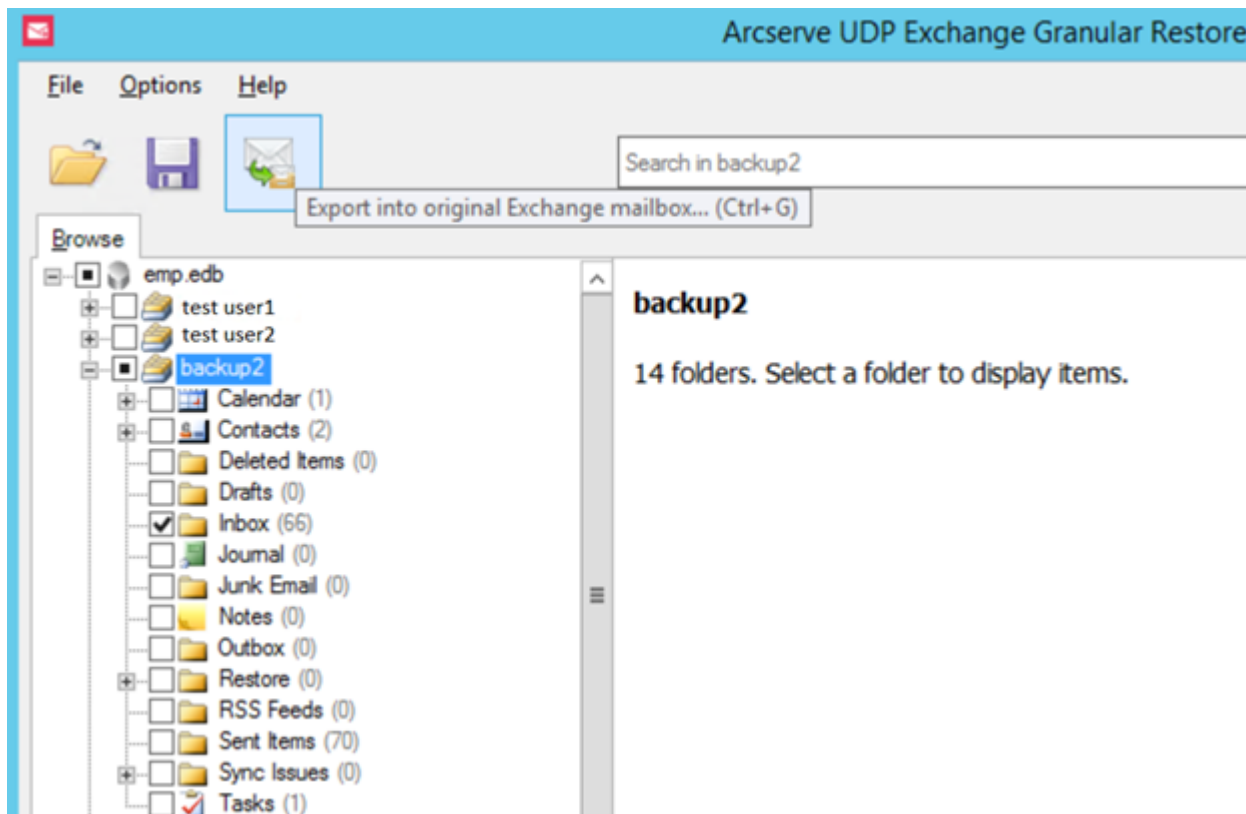 Arcserve UDP Exchange Granular Restore
File Options Help
Search in backup2
Export into original Exchange mailbox... (Ctrl+G)
Browse
emp.edb
test user1
test user2
backup2
Calendar (1)
Contacts (2)
Deleted Items (0)
Drafts (0)
Inbox (66)
Journal (0)
Junk Email (0)
Notes (0)
Outbox (0)
Restore (0)
RSS Feeds (0)
Sent Items (70)
Sync Issues (0)
Tasks (1)
backup2
14 folders. Select a folder to display items.